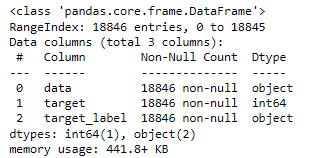 <class 'pandas.core.frame.DataFrame'>
RangeIndex: 18846 entries, 0 to 18845
Data columns (total 3 columns):
 #   Column        Non-Null Count  Dtype
---  ------        --------------  -----
 0   data          18846 non-null  object
 1   target        18846 non-null  int64
 2   target_label  18846 non-null  object
dtypes: int64(1), object(2)
memory usage: 441.8+ KB